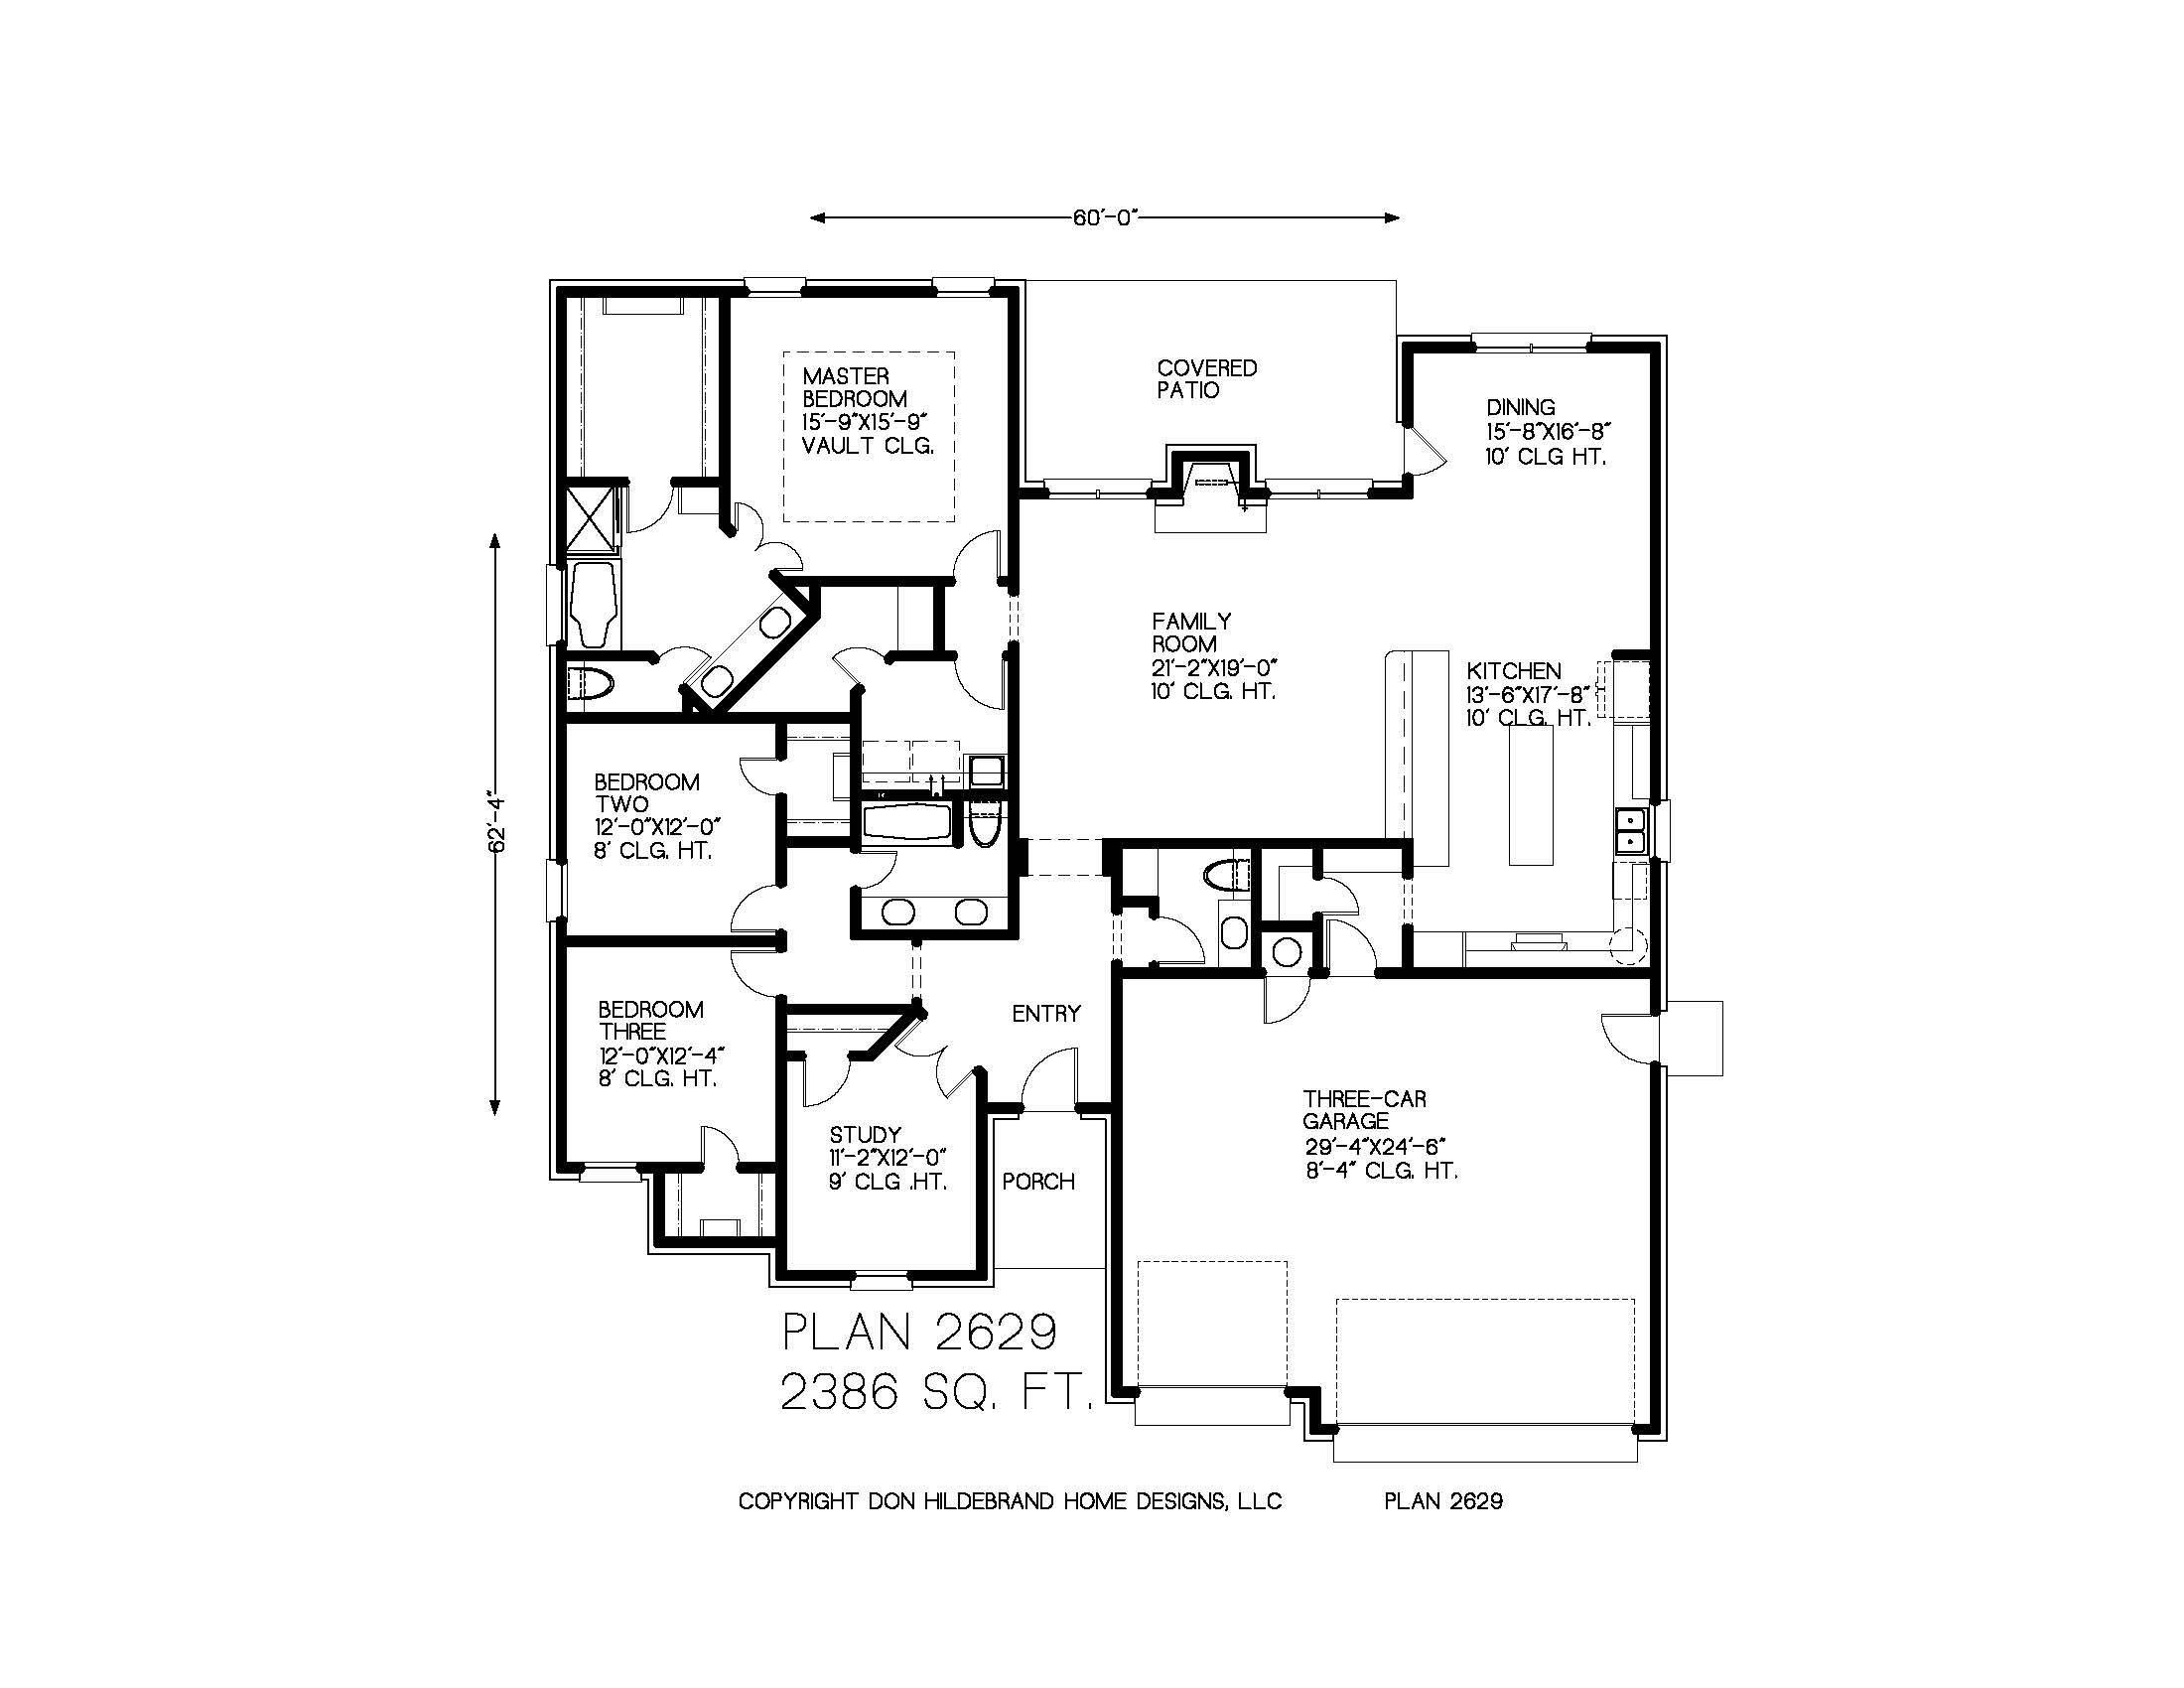 60'-0"
COVERED
PATIO
MASTER
BEDROOM
15'-9"X15'-9"
VAULT CLG.
DINING
15'-8"X16'-8"
10' CLG HT.
FAMILY
ROOM
21'-2"X19'-0"
10' CLG. HT.
KITCHEN
13'-6"X17'-8"
10' CLG. HT.
62'-4"
BEDROOM
TWO
12'-0"X12'-0"
8' CLG. HT.
BEDROOM
THREE
12'-0"X12'-4"
8' CLG. HT.
ENTRY
STUDY
11'-2"X12'-0"
9' CLG .HT.
PORCH
THREE-CAR
GARAGE
29'-4"X24'-6"
8'-4" CLG. HT.
PLAN 2629
2386 SQ. FT.
COPYRIGHT DON HILDEBRAND HOME DESIGNS, LLC
PLAN 2629